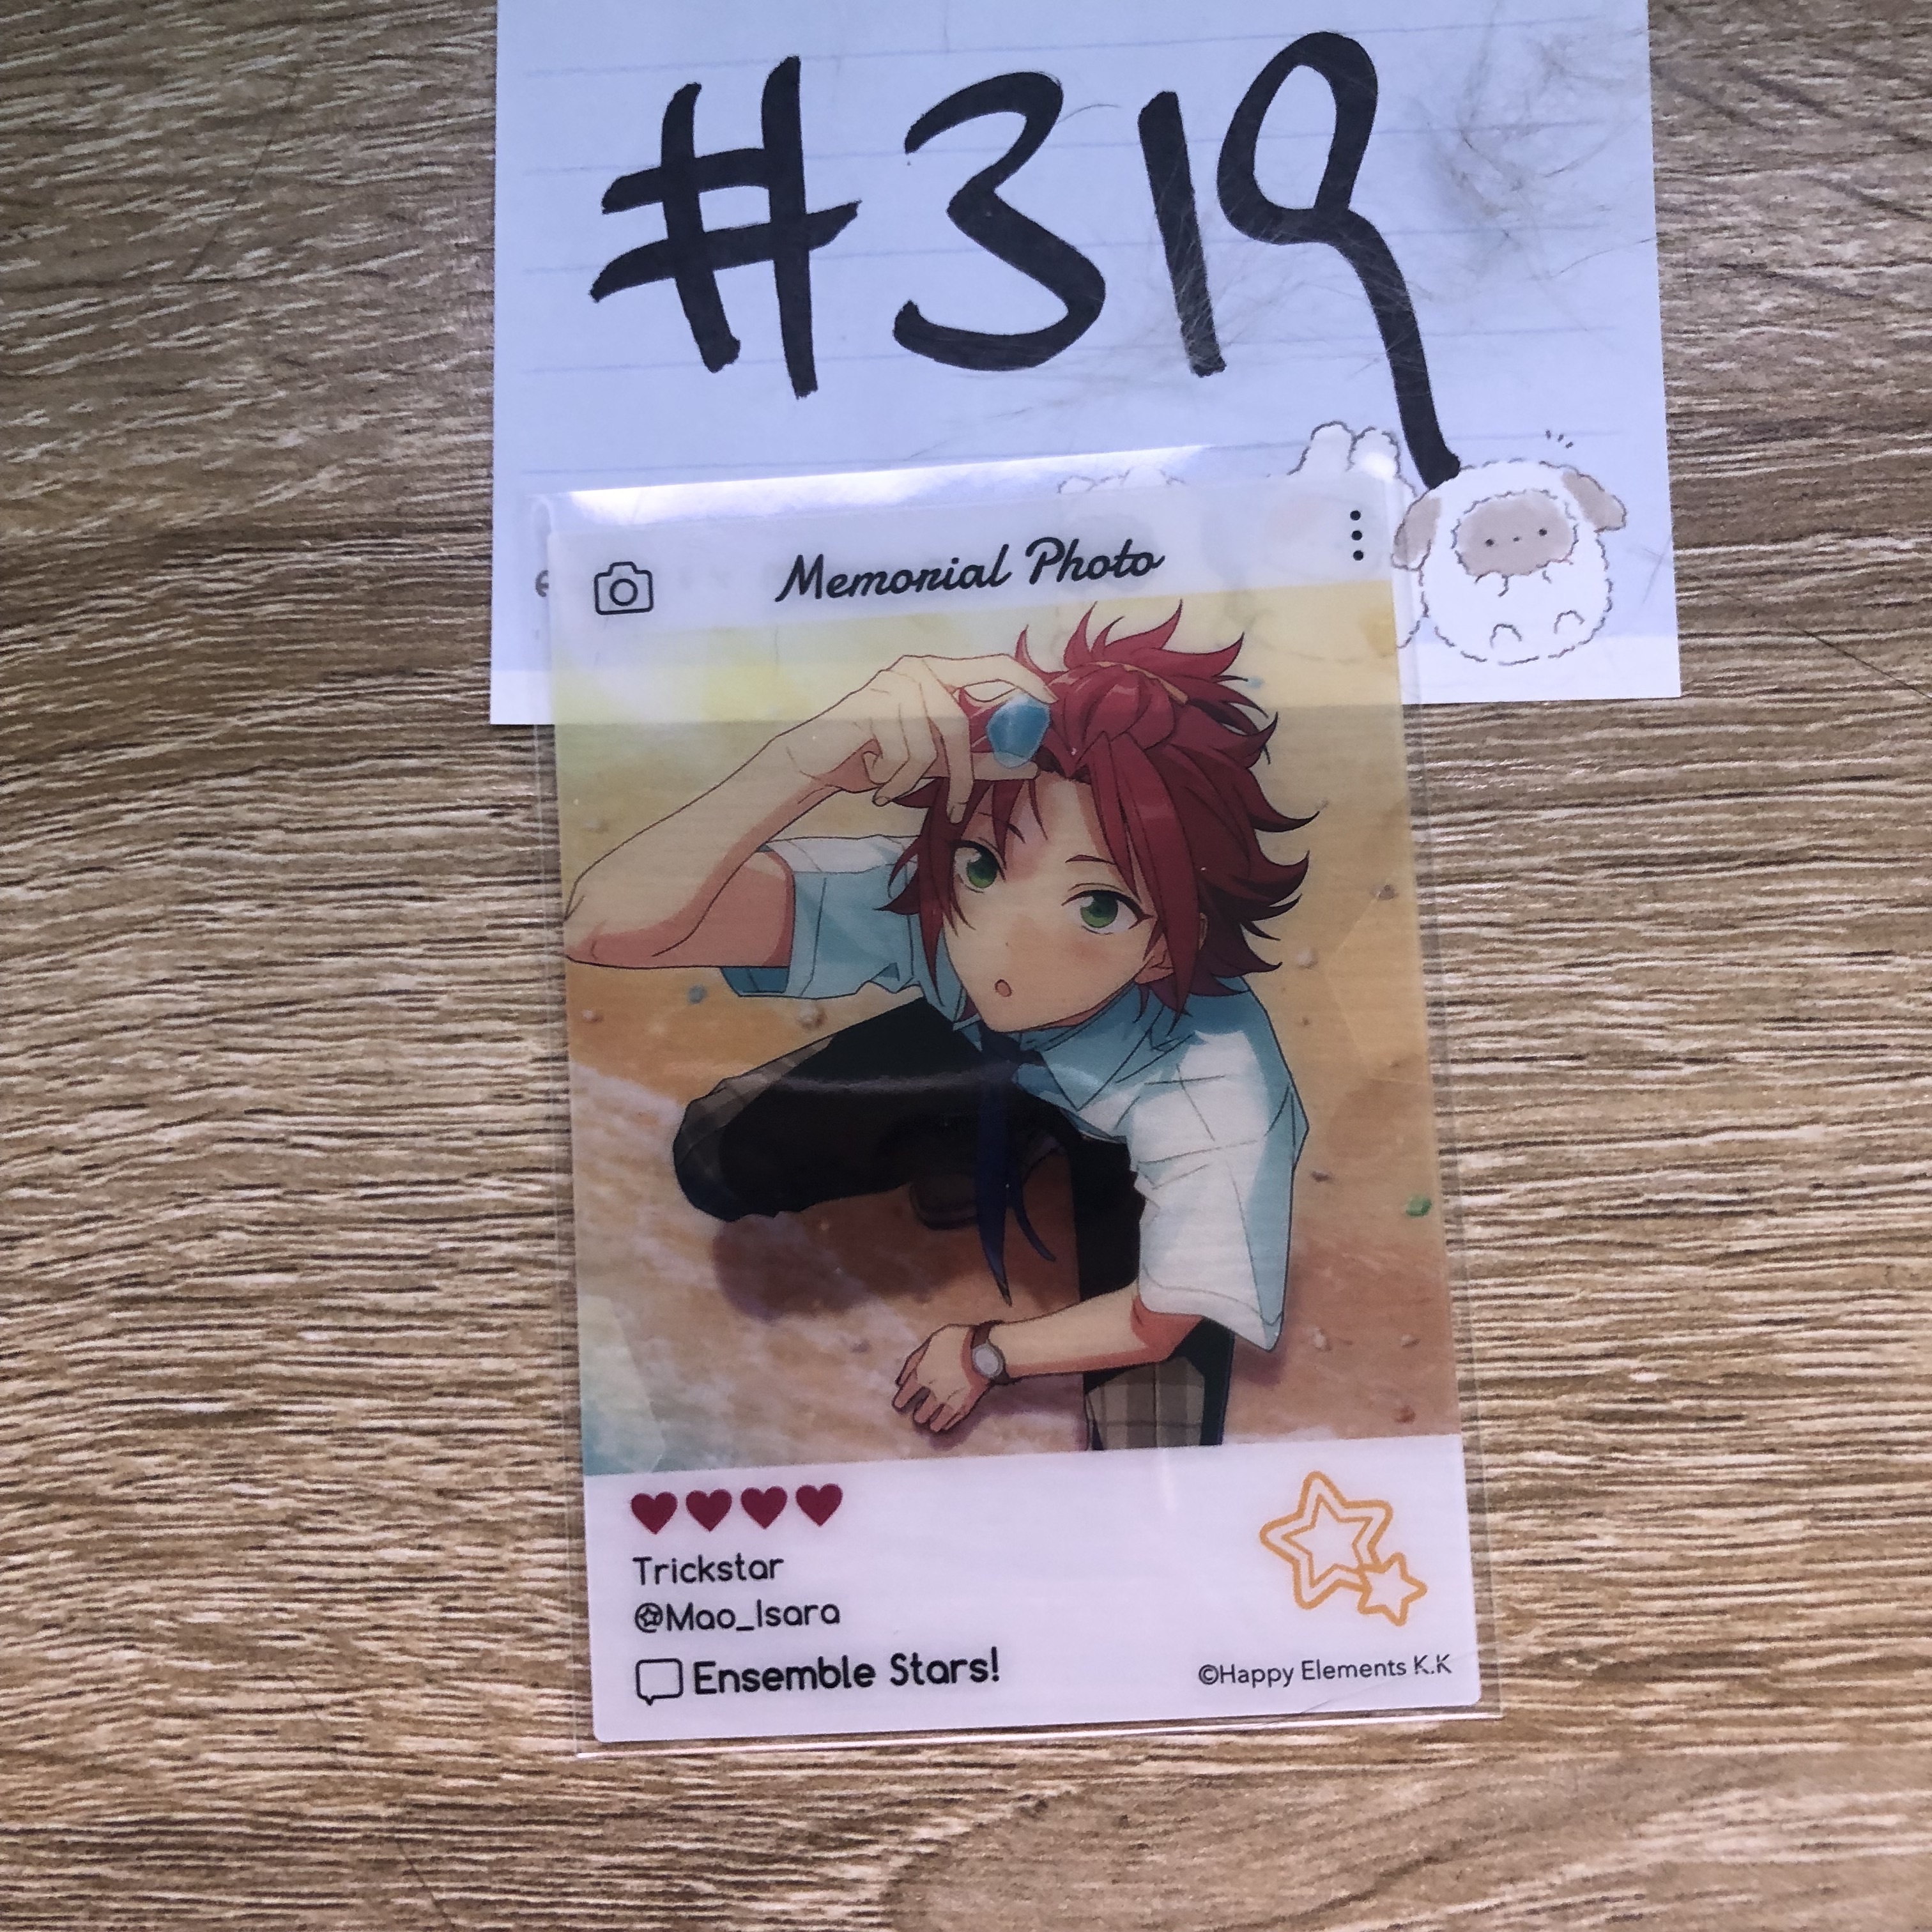 #319
Memorial Photo
Trickstar
@Mao_Isara
Ensemble Stars!
©Happy Elements K.K